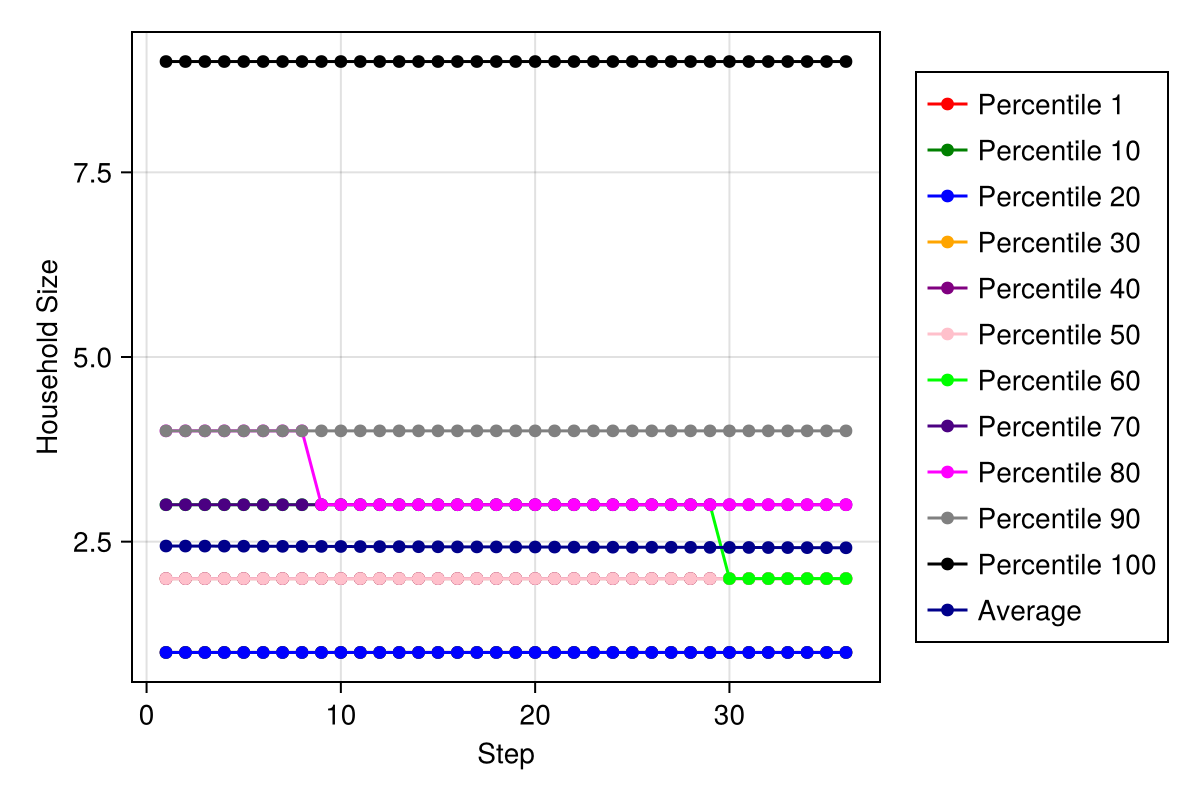 7.5
5.0
2.5
Household Size
0 10 20 30
Step
Percentile 1
Percentile 10
Percentile 20
Percentile 30
Percentile 40
Percentile 50
Percentile 60
Percentile 70
Percentile 80
Percentile 90
Percentile 100
Average